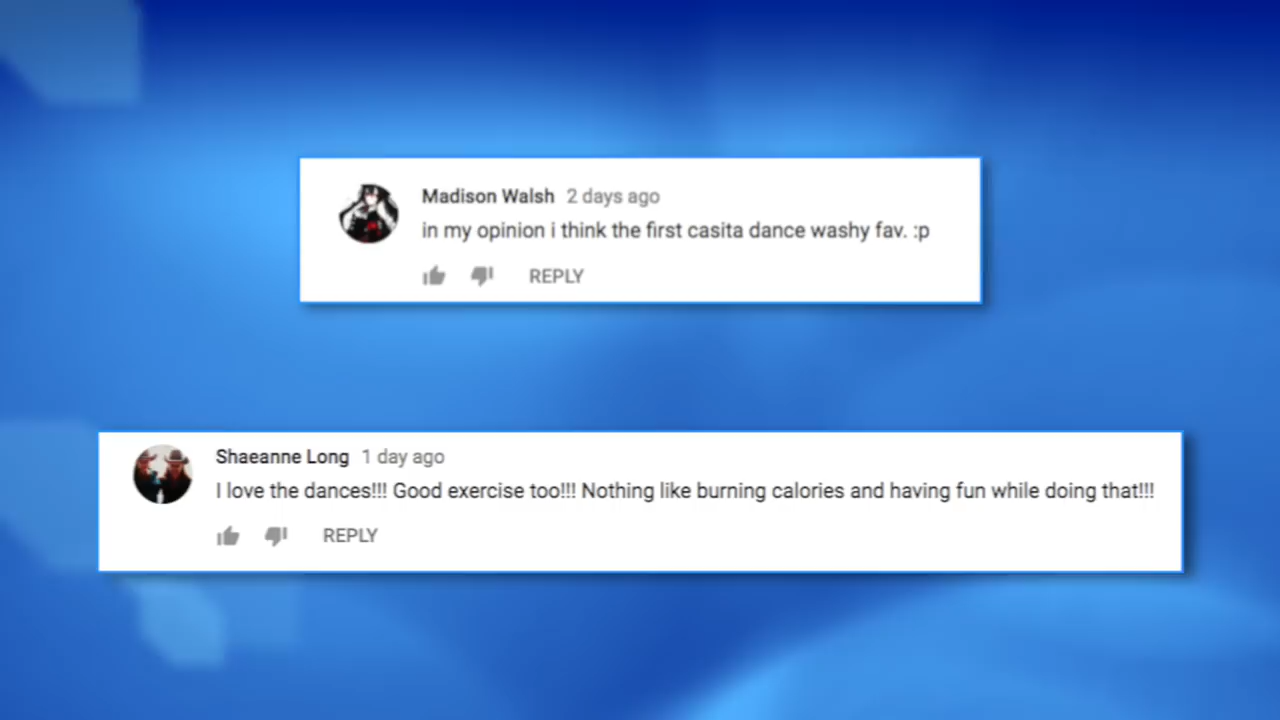 Madison Walsh 2 days ago
in my opinion i think the first casita dance washy fav. :p
REPLY
Shaeanne Long 1 day ago
I love the dances!!! Good exercise too!!! Nothing like burning calories and having fun while doing that!!!
REPLY